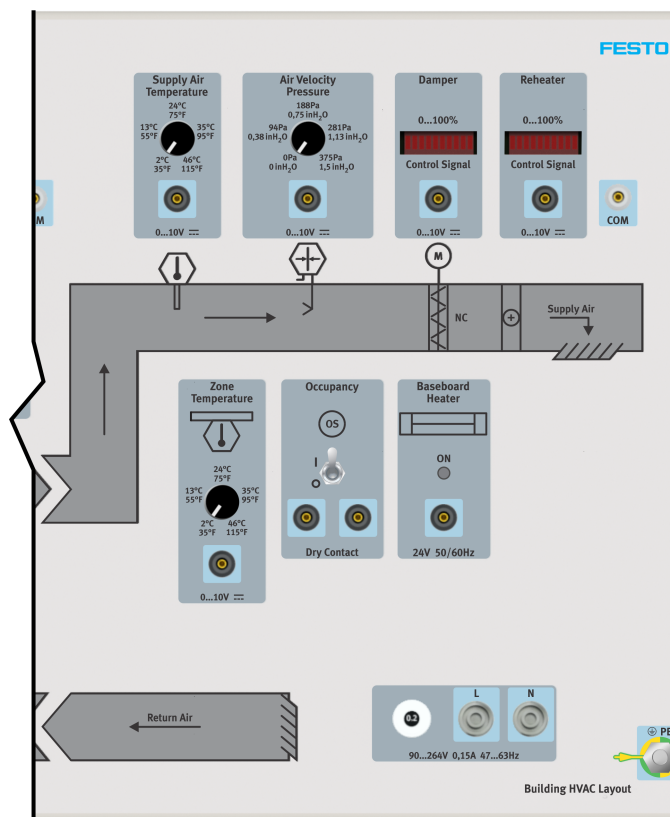 FESTO
Supply Air
Temperature
24°C
75°F
13°C
55°F
35°C
95°F
2°C
35°F
46°C
115°F
0...10V
Air Velocity
Pressure
188Pa
0,75 inH₂O
94Pa
0,38 inH₂O
281Pa
1,13 inH₂O
0Pa
0 inH₂O
375Pa
1,5 inH₂O
0...10V
Damper
0...100%
Control Signal
0...10V
Reheater
0...100%
Control Signal
0...10V
COM
M
NC
Supply Air
Zone
Temperature
24°C
75°F
13°C
55°F
35°C
95°F
2°C
35°F
46°C
115°F
0...10V
Occupancy
OS
I
Dry Contact
Baseboard
Heater
ON
24V 50/60Hz
Return Air
0.2
L
N
90...264V 0,15A 47...63Hz
PE
Building HVAC Layout